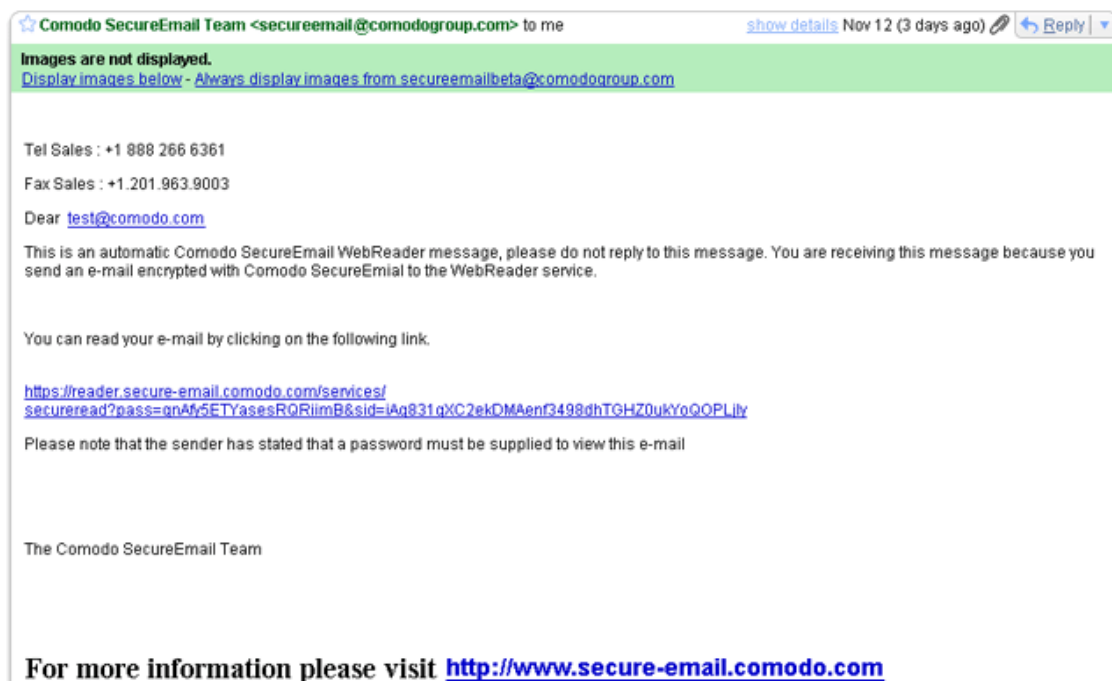 Comodo SecureEmail Team <secureemail@comodogroup.com> to me show details Nov 12 (3 days ago) Reply
Images are not displayed.
Display images below - Always display images from secureemailbeta@comodogroup.com
Tel Sales : +1 888 266 6361
Fax Sales : +1.201.963.9003
Dear test@comodo.com
This is an automatic Comodo SecureEmail WebReader message, please do not reply to this message. You are receiving this message because you
send an e-mail encrypted with Comodo SecureEmial to the WebReader service.
You can read your e-mail by clicking on the following link.
https://reader.secure-email.comodo.com/services/
Please note that the sender has stated that a password must be supplied to view this e-mail
The Comodo SecureEmail Team
For more information please visit http://www.secure-email.comodo.com